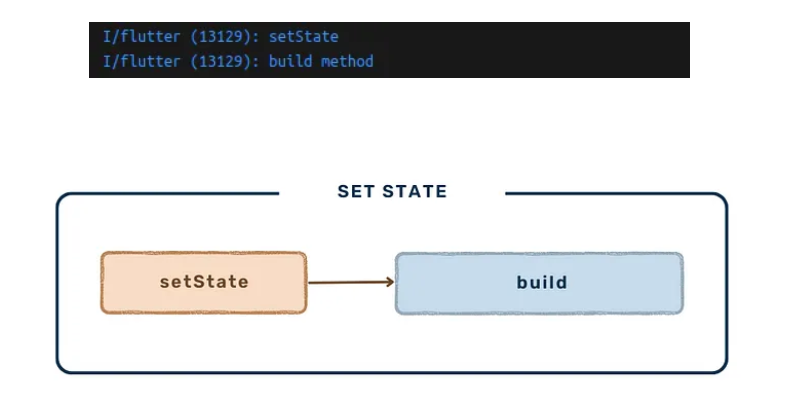 I/flutter (13129): setState
I/flutter (13129): build method
SET STATE
setState
build